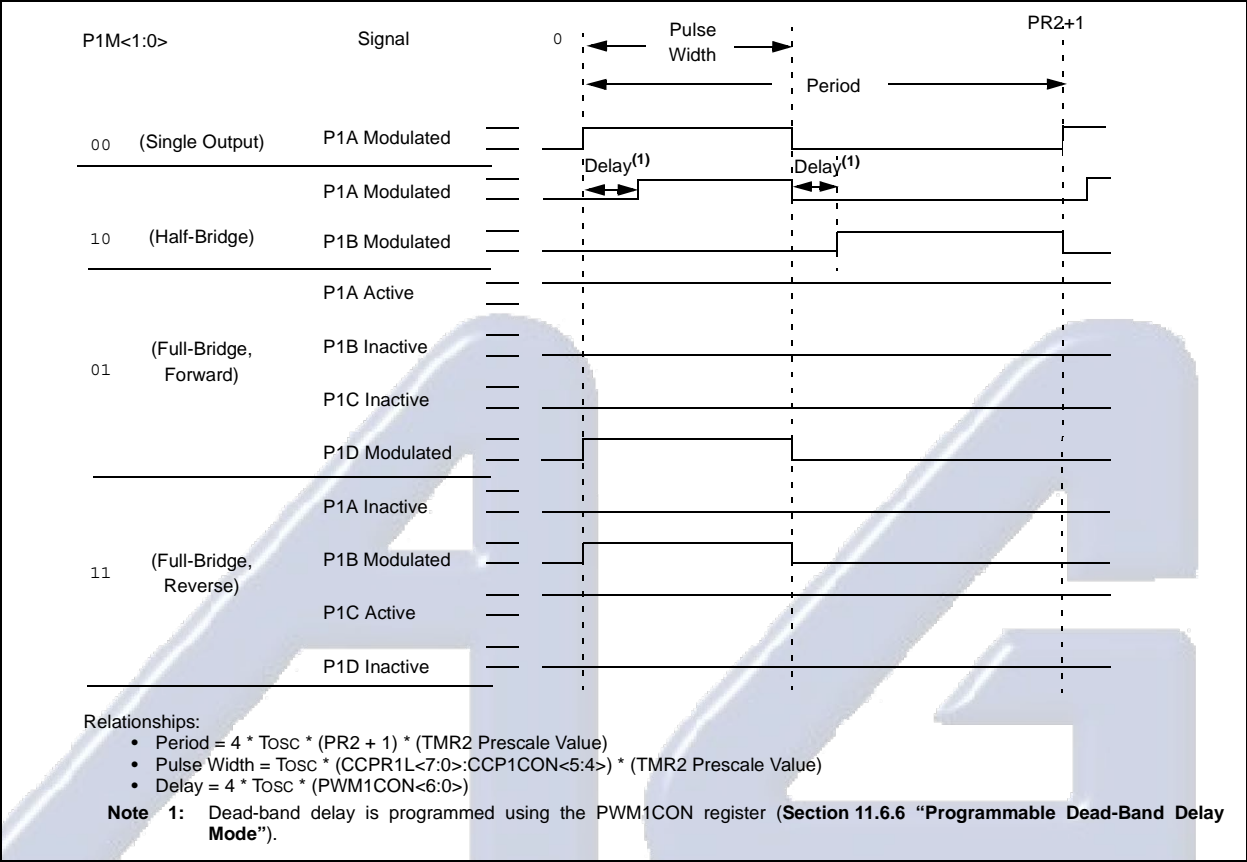 P1M<1:0> Signal 0 Pulse Width PR2+1
Period
00 (Single Output) P1A Modulated
Delay(1) Delay(1)
P1A Modulated
10 (Half-Bridge) P1B Modulated
P1A Active
01 (Full-Bridge, Forward) P1B Inactive
P1C Inactive
P1D Modulated
P1A Inactive
11 (Full-Bridge, Reverse) P1B Modulated
P1C Active
P1D Inactive
Relationships:
• Period = 4 * TOSC * (PR2 + 1) * (TMR2 Prescale Value)
• Pulse Width = TOSC * (CCPR1L<7:0>:CCP1CON<5:4>) * (TMR2 Prescale Value)
• Delay = 4 * TOSC * (PWM1CON<6:0>)
Note 1: Dead-band delay is programmed using the PWM1CON register (Section 11.6.6 “Programmable Dead-Band Delay
Mode”).